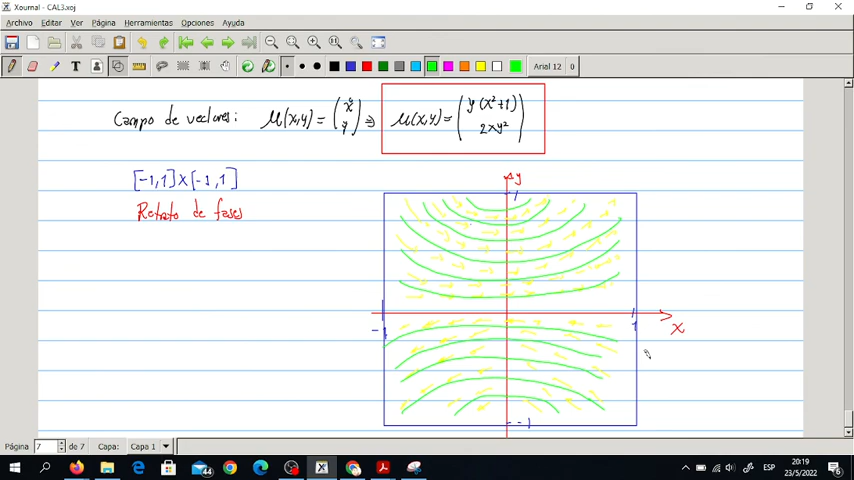 Xournal - CAL3.xoj
Archivo Editar Ver Página Herramientas Opciones Ayuda
Arial 12 0
Campo de vectores: μ(x,y) = (ẋ ẏ) ⇒ μ(x,y) = (y (x²+1) 2xy²)
[-1,1] X [-1,1]
Retrato de fases
y
1
-1
1
X
-1
Página 7 de 7 Capa: Capa 1
44
ESP
20:19
23/5/2022
6